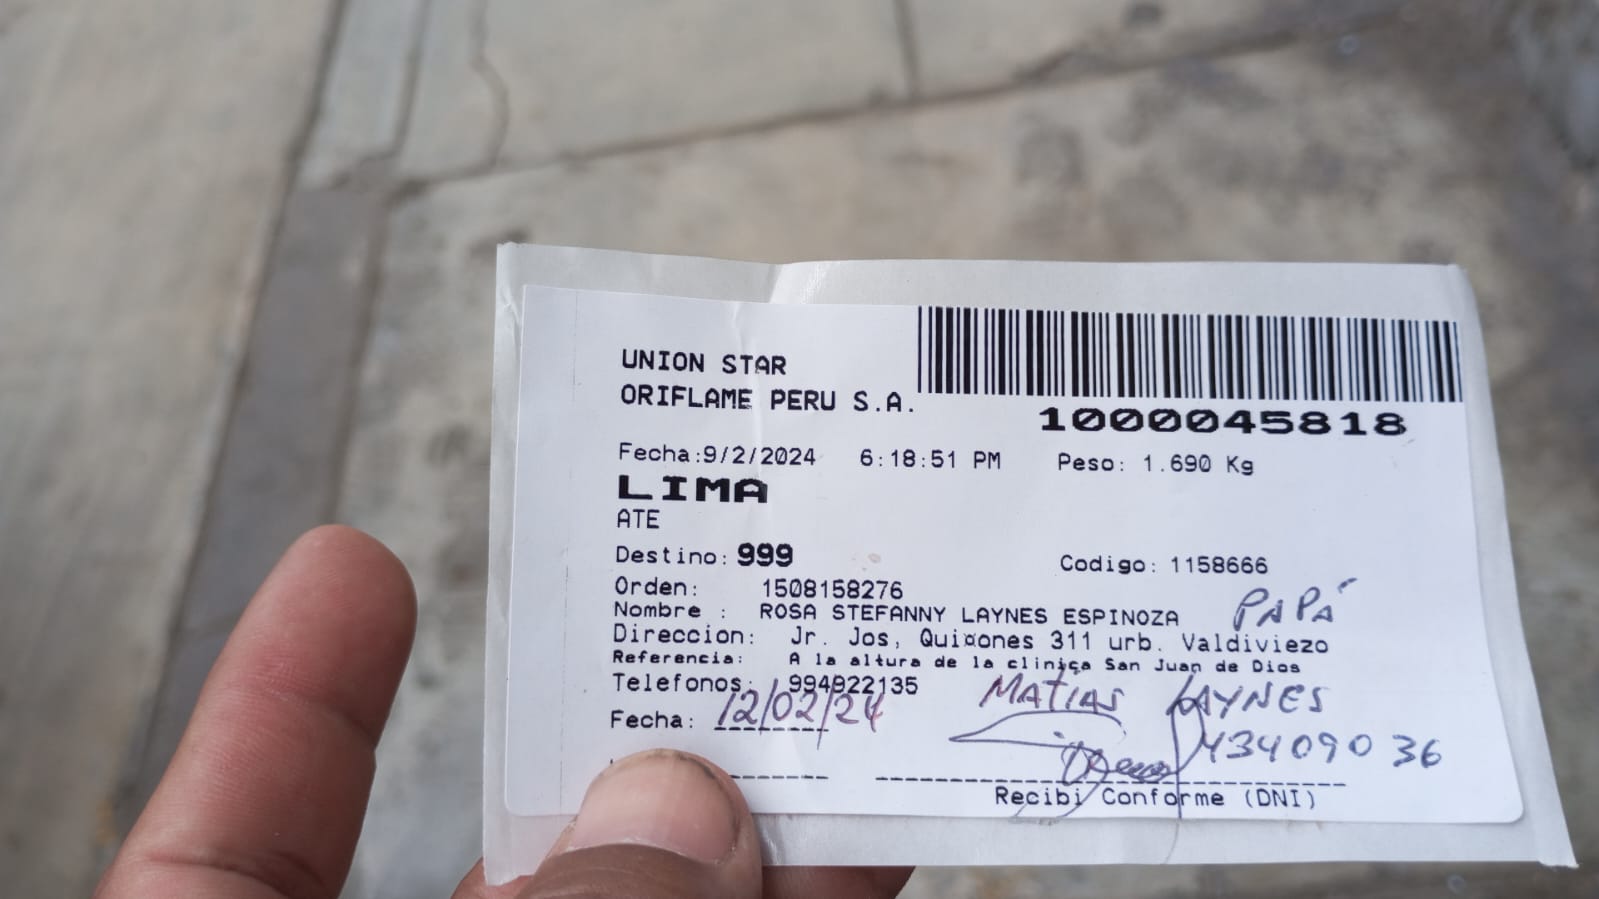 UNION STAR
ORIFLAME PERU S.A.
1000045818
Fecha:9/2/2024 6:18:51 PM Peso: 1.690 Kg
LIMA
ATE
Destino: 999 Codigo: 1158666
Orden: 1508158276
Nombre : ROSA STEFANNY LAYNES ESPINOZA PAPÁ
Direccion: Jr. Jos, Qui¤ones 311 urb. Valdiviezo
Referencia: A la altura de la clinica San Juan de Dios
Telefonos: 994922135
MATIAS LAYNES
Fecha: 12/02/24
43409036
Recibi Conforme (DNI)